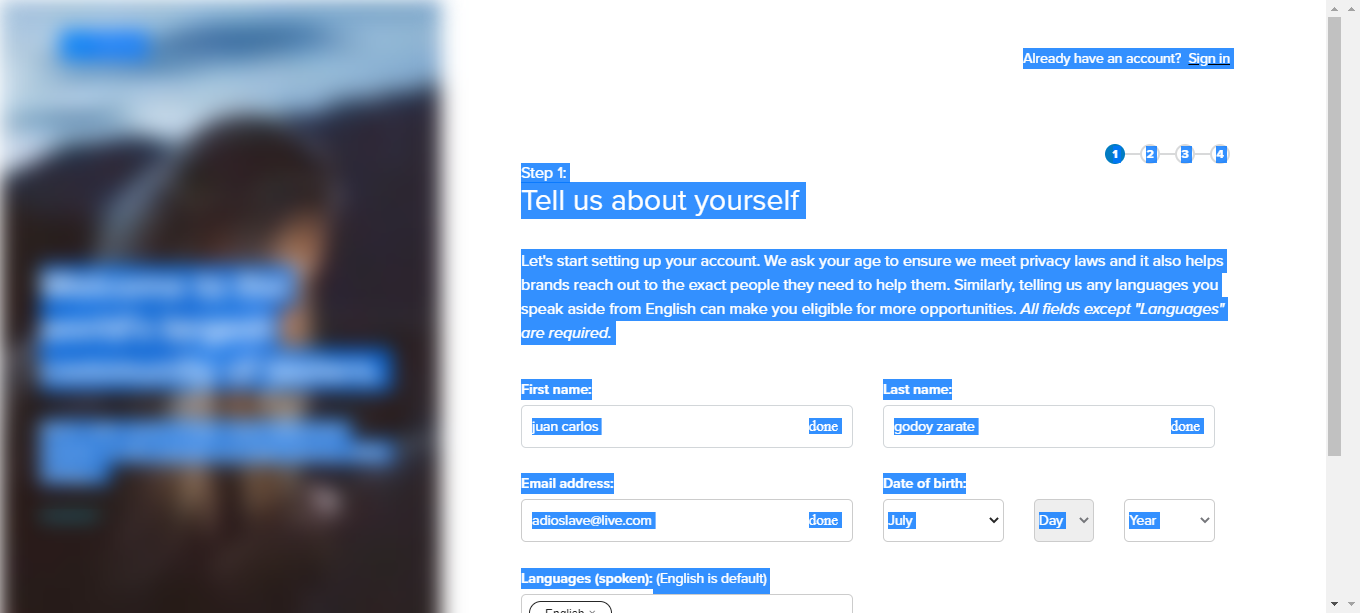 Already have an account? Sign in
1 2 3 4
Step 1:
Tell us about yourself
Let's start setting up your account. We ask your age to ensure we meet privacy laws and it also helps
brands reach out to the exact people they need to help them. Similarly, telling us any languages you
speak aside from English can make you eligible for more opportunities. All fields except "Languages"
are required.
First name: Last name:
juan carlos done godoy zarate done
Email address: Date of birth:
adioslave@live.com done July Day Year
Languages (spoken): (English is default)
English ×